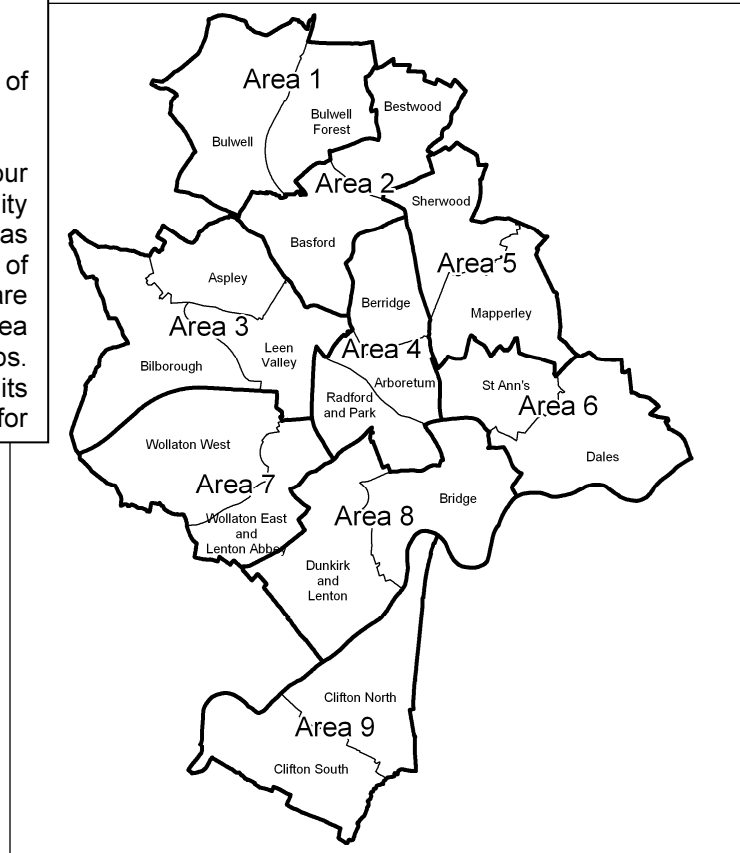 of
our
ity
as
of
are
ea
os.
its
for
Area 1
Bestwood
Bulwell
Forest
Bulwell
Area 2
Sherwood
Basford
Area 5
Aspley
Berridge
Mapperley
Area 3
Leen
Valley
Area 4
Bilborough
Arboretum
St Ann's
Radford
and Park
Area 6
Wollaton West
Dales
Area 7
Bridge
Wollaton East
and
Lenton Abbey
Area 8
Dunkirk
and
Lenton
Clifton North
Area 9
Clifton South